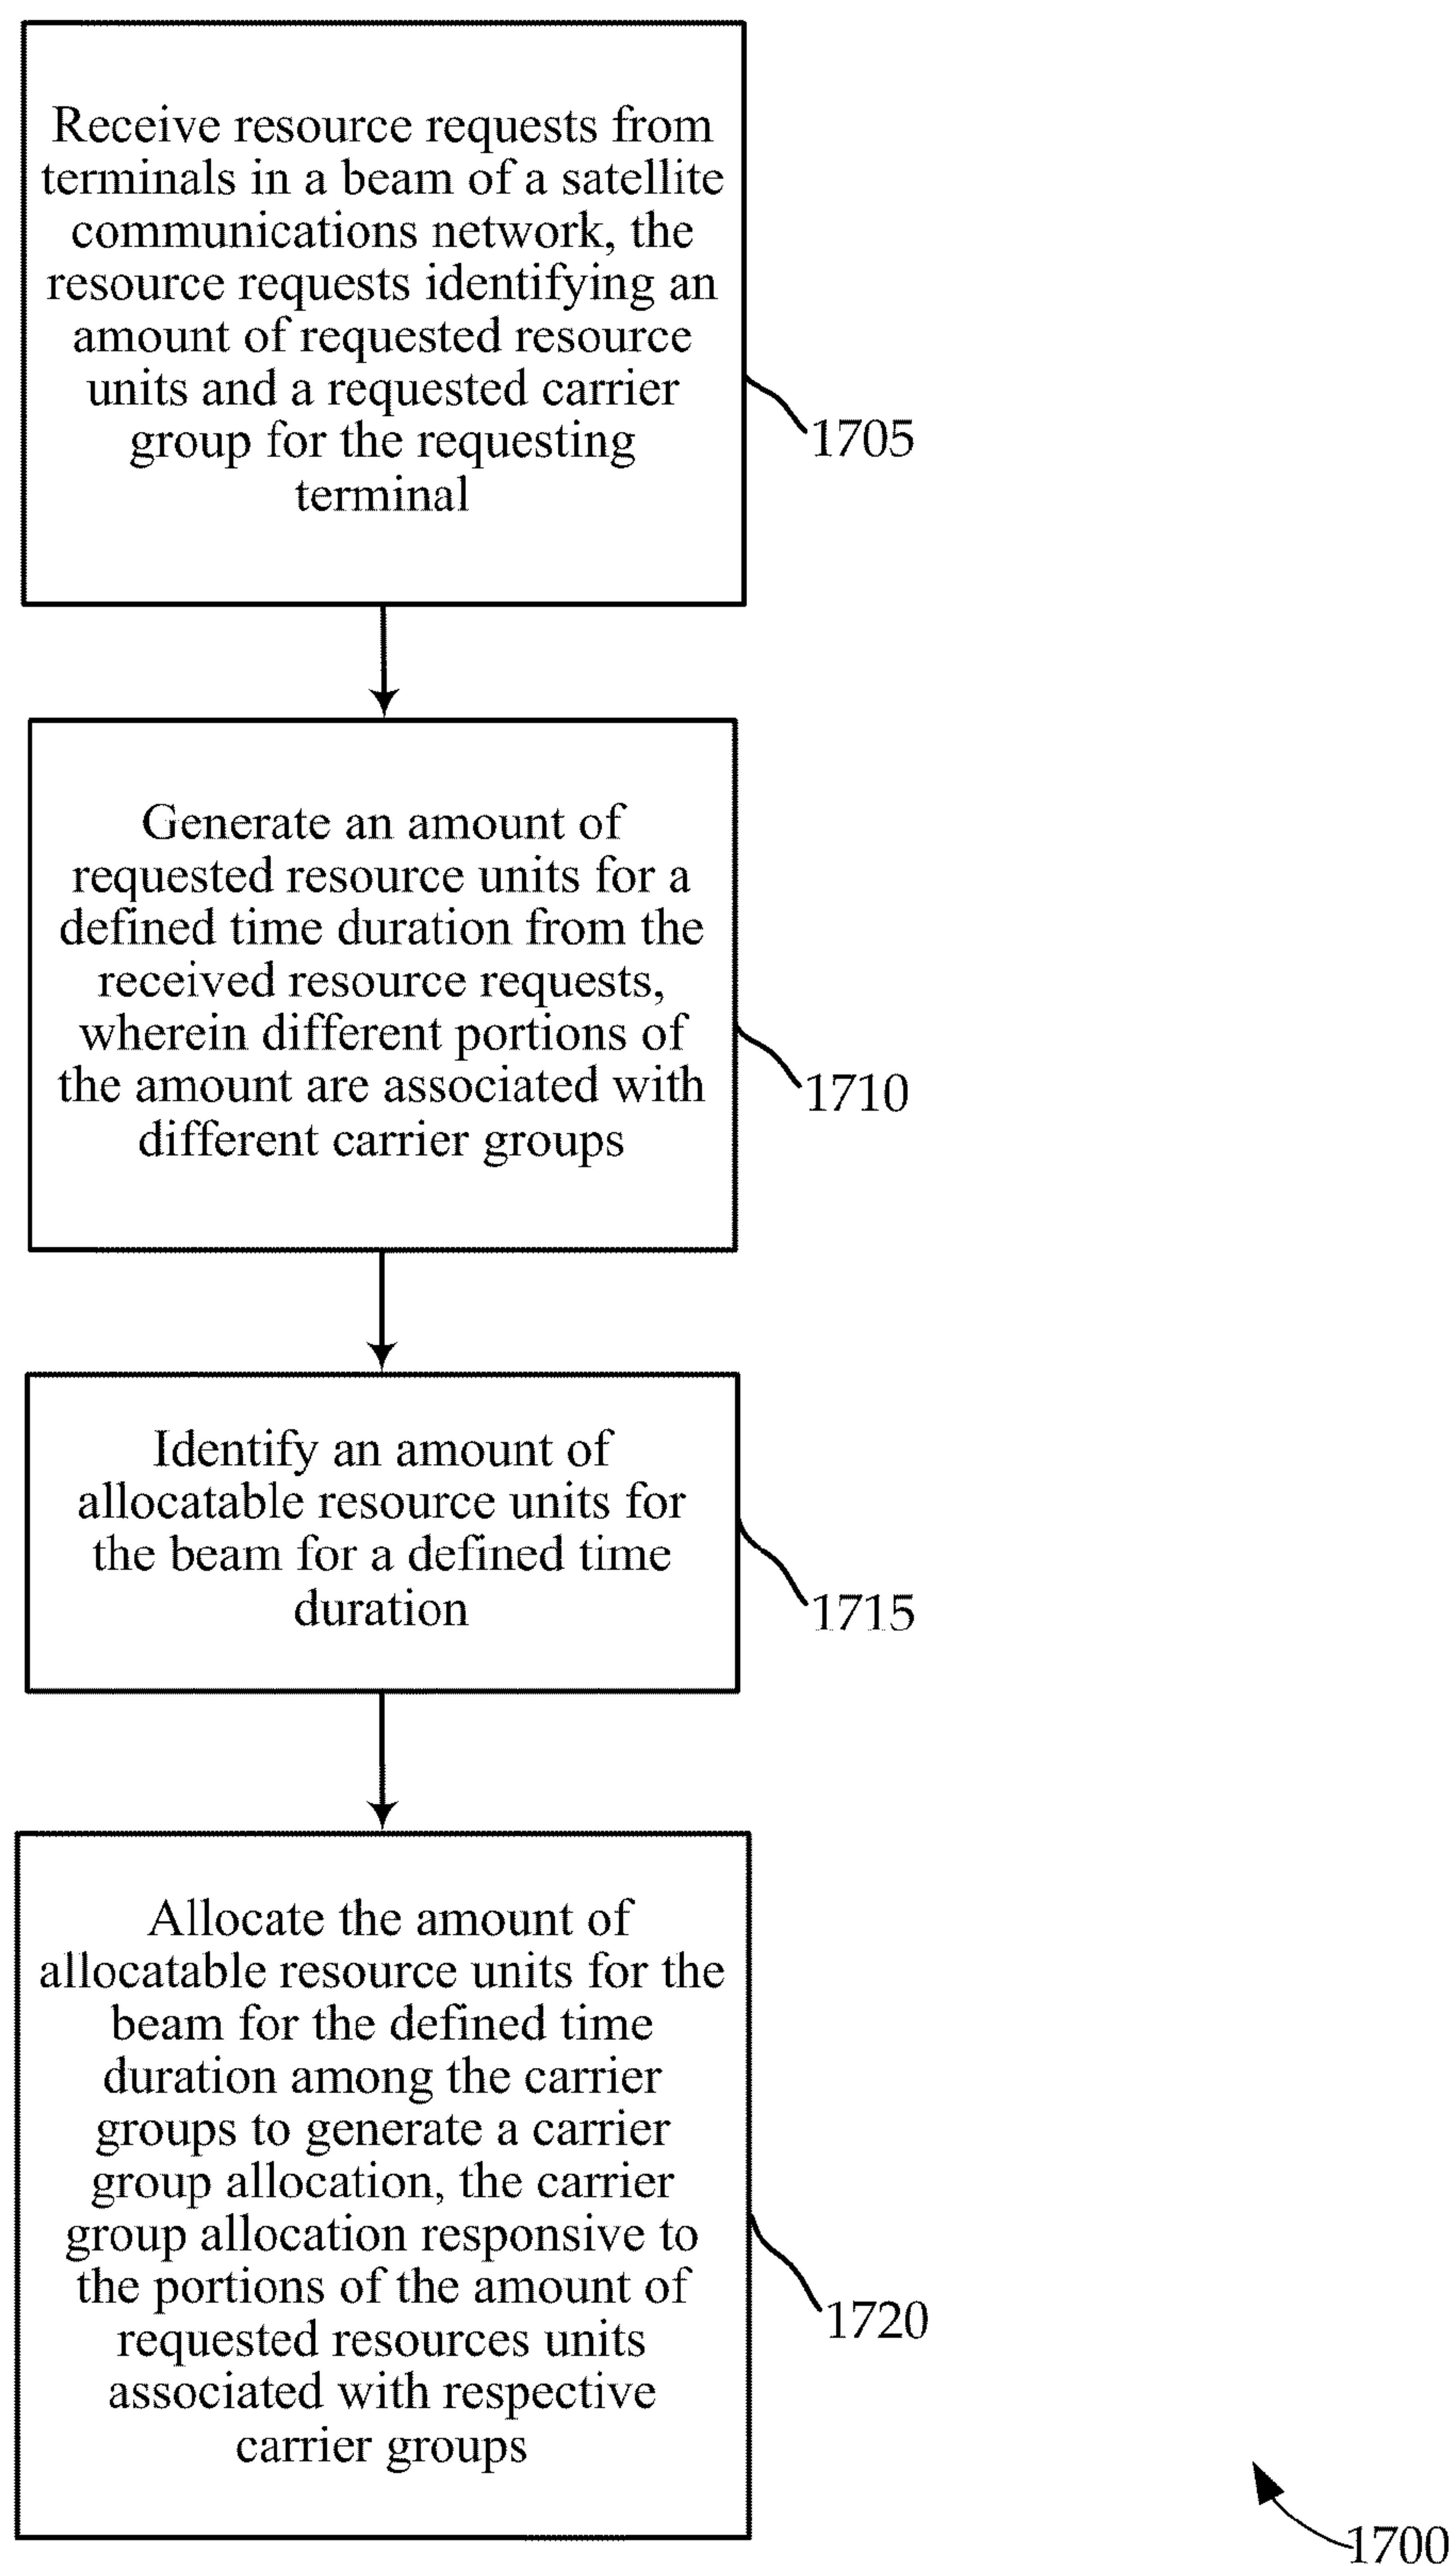 Receive resource requests from
terminals in a beam of a satellite
communications network, the
resource requests identifying an
amount of requested resource
units and a requested carrier
group for the requesting
terminal
1705
Generate an amount of
requested resource units for a
defined time duration from the
received resource requests,
wherein different portions of
the amount are associated with
different carrier groups
1710
Identify an amount of
allocatable resource units for
the beam for a defined time
duration
1715
Allocate the amount of
allocatable resource units for the
beam for the defined time
duration among the carrier
groups to generate a carrier
group allocation, the carrier
group allocation responsive to
the portions of the amount of
requested resources units
associated with respective
carrier groups
1720
1700